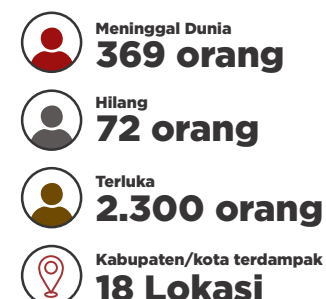 Meninggal Dunia
369 orang
Hilang
72 orang
Terluka
2.300 orang
Kabupaten/kota terdampak
18 Lokasi